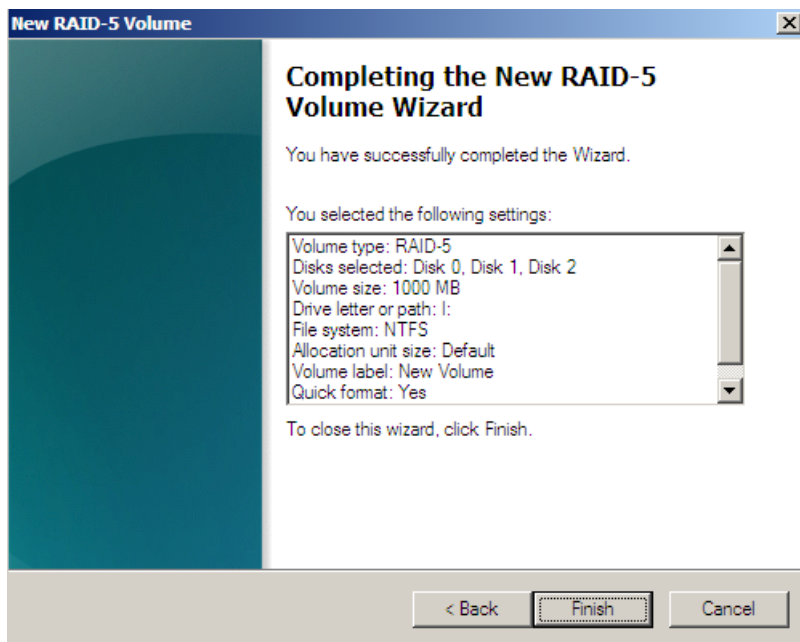 New RAID-5 Volume
Completing the New RAID-5
Volume Wizard
You have successfully completed the Wizard.
You selected the following settings:
Volume type: RAID-5
Disks selected: Disk 0, Disk 1, Disk 2
Volume size: 1000 MB
Drive letter or path: I:
File system: NTFS
Allocation unit size: Default
Volume label: New Volume
Quick format: Yes
To close this wizard, click Finish.
< Back
Finish
Cancel